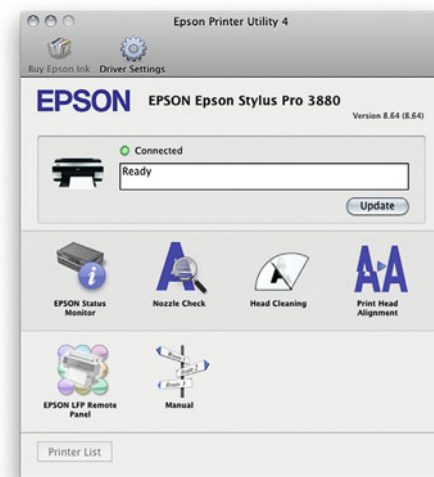 Epson Printer Utility 4
Buy Epson Ink Driver Settings
EPSON EPSON Epson Stylus Pro 3880
Version 8.64 (8.64)
Connected
Ready
Update
EPSON Status Monitor
Nozzle Check
Head Cleaning
Print Head Alignment
EPSON LFP Remote Panel
Manual
Printer List